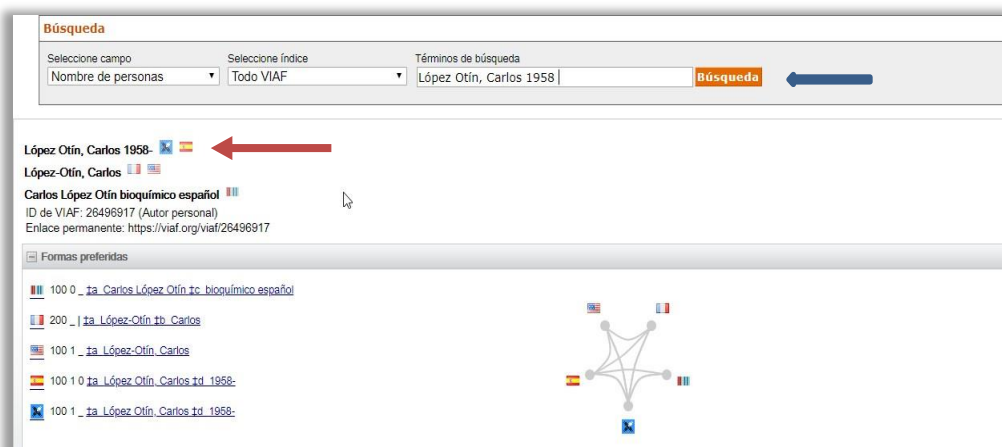 Búsqueda
Seleccione campo Seleccione índice Términos de búsqueda
Nombre de personas Todo VIAF López Otín, Carlos 1958 Búsqueda
López Otín, Carlos 1958-
López-Otín, Carlos
Carlos López Otín bioquímico español
ID de VIAF: 26496917 (Autor personal)
Enlace permanente: https://viaf.org/viaf/26496917
Formas preferidas
100 0 _ ‡a Carlos López Otín ‡c bioquímico español
200 _ | ‡a López-Otín ‡b Carlos
100 1 _ ‡a López-Otín, Carlos
100 1 0 ‡a López Otín, Carlos ‡d 1958-
100 1 _ ‡a López Otín, Carlos ‡d 1958-